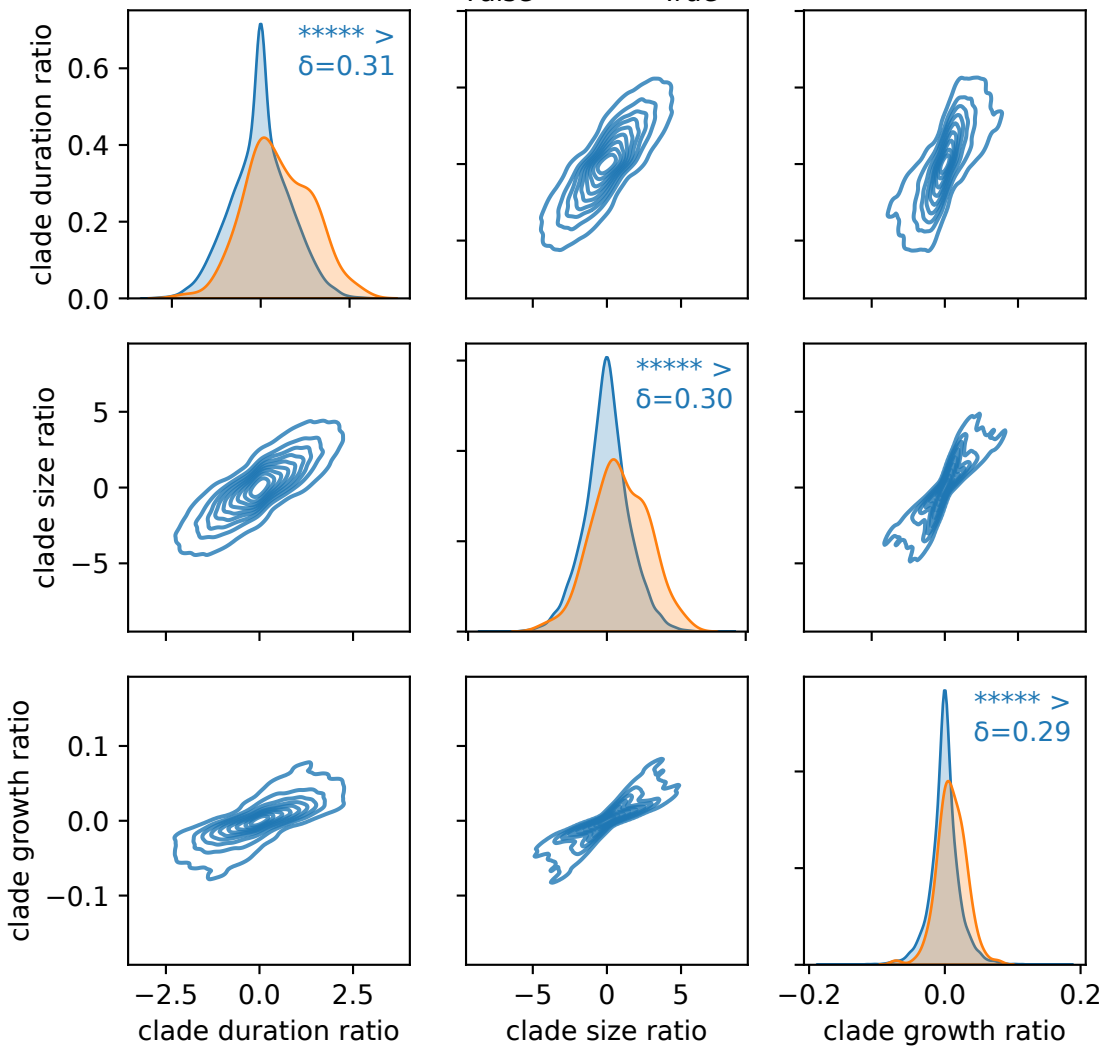 clade duration ratio
0.6
0.4
0.2
0.0
***** >
δ=0.31
clade size ratio
5
0
−5
***** >
δ=0.30
clade growth ratio
0.1
0.0
−0.1
***** >
δ=0.29
−2.5 0.0 2.5
−5 0 5
−0.2 0.0 0.2
clade duration ratio
clade size ratio
clade growth ratio